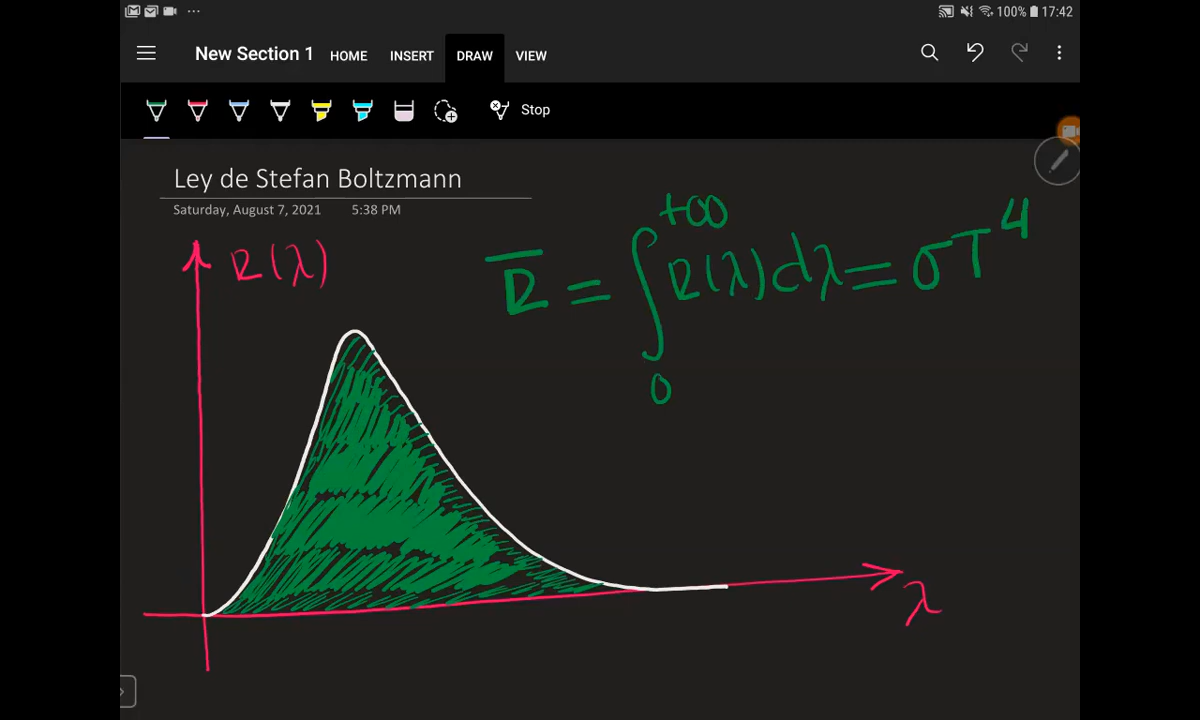 100% 17:42
New Section 1 HOME INSERT DRAW VIEW
Stop
Ley de Stefan Boltzmann
Saturday, August 7, 2021 5:38 PM
R(λ)
R̅ = ∫₀^{+∞} R(λ)dλ = σT⁴
λ